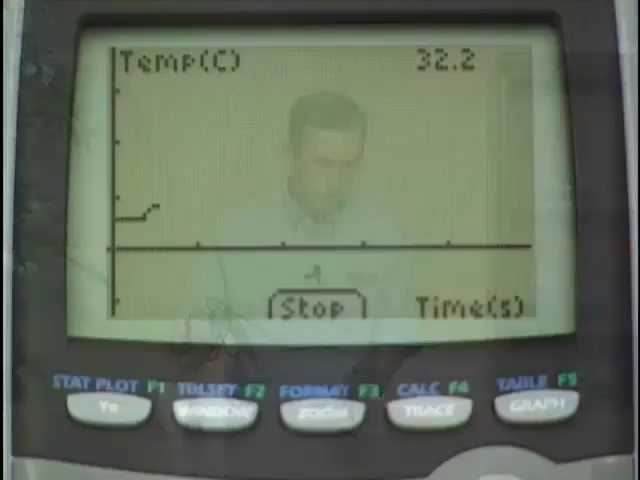 Temp(C) 32.2
Stop Time(s)
STAT PLOT F1 TBLSET F2 FORMAT F3 CALC F4 TABLE F5
Y= WINDOW ZOOM TRACE GRAPH